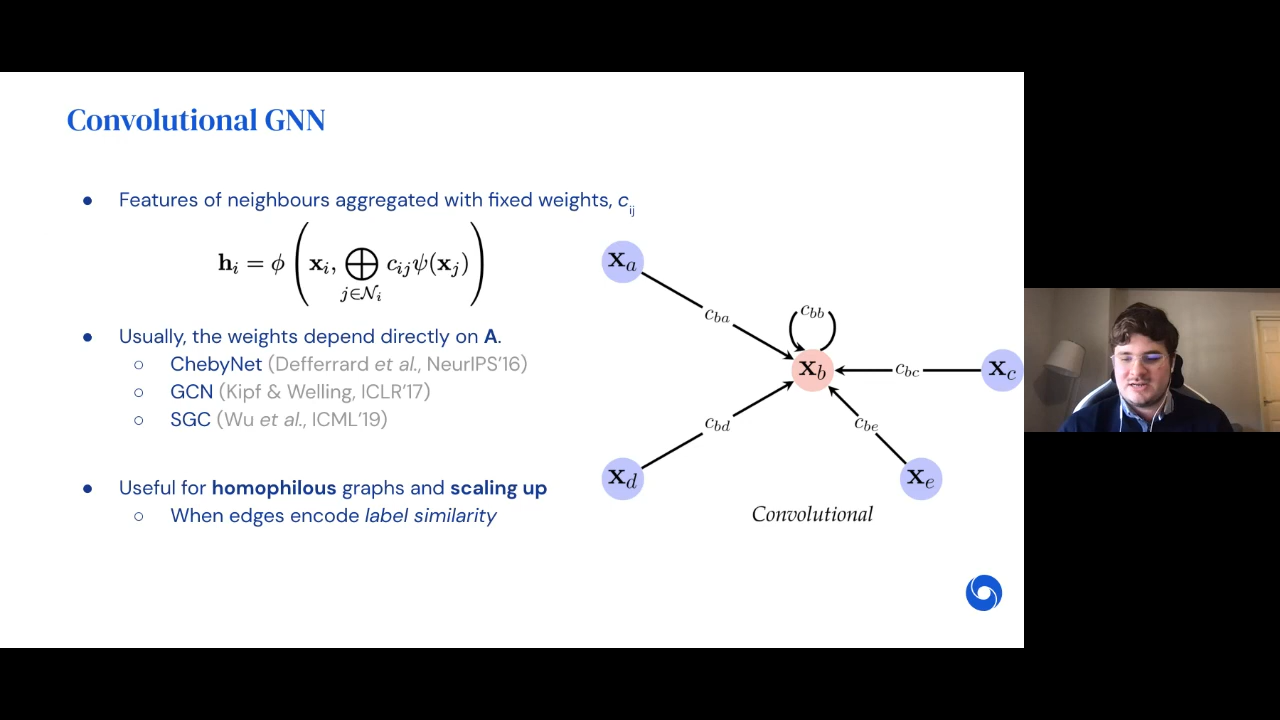 Convolutional GNN
● Features of neighbours aggregated with fixed weights, c_ij
h_i = ϕ ( x_i, ⨁_{j∈𝒩_i} c_ij ψ(x_j) )
● Usually, the weights depend directly on A.
○ ChebyNet (Defferrard et al., NeurIPS'16)
○ GCN (Kipf & Welling, ICLR'17)
○ SGC (Wu et al., ICML'19)
● Useful for homophilous graphs and scaling up
○ When edges encode label similarity
x_a
c_ba
c_bb
x_b
c_bc
x_c
c_bd
c_be
x_d
x_e
Convolutional